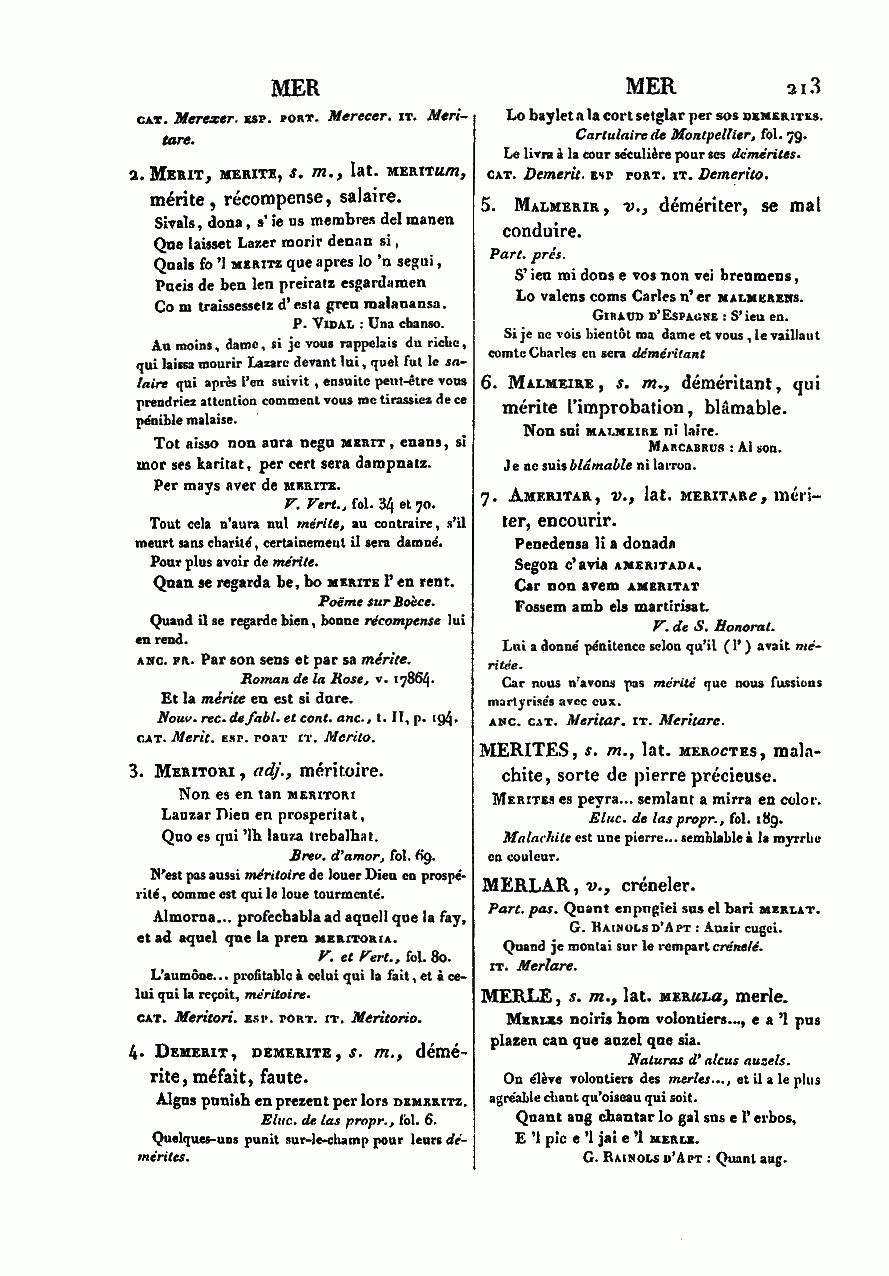 MER
MER 213
CAT. Merexer. ESP. PORT. Merecer. IT. Meri-
tare.
2. MERIT, MERITE, s. m., lat. MERITum,
mérite, récompense, salaire.
Sivals, dona, s'ie us membres del manen
Que laisset Lazer morir denan si,
Quals fo 'l MERITZ que apres lo 'n segui,
Pueis de ben len preiratz esgardamen
Co m traissessetz d'esta greu malanansa.
P. VIDAL : Una chanso.
Au moins, dame, si je vous rappelais du riche,
qui laissa mourir Lazare devant lui, quel fut le sa-
laire qui après l'en suivit, ensuite peut-être vous
prendriez attention comment vous me tirassiez de ce
pénible malaise.
Tot aisso non aura negu MERIT, enans, si
mor ses karitat, per cert sera dampnatz.
Per mays aver de MERITE.
V. Vert., fol. 34 et 70.
Tout cela n'aura nul mérite, au contraire, s'il
meurt sans charité, certainement il sera damné.
Pour plus avoir de mérite.
Quan se regarda be, bo MERITE l'en rent.
Poëme sur Boèce.
Quand il se regarde bien, bonne récompense lui
en rend.
ANC. FR. Par son sens et par sa mérite.
Roman de la Rose, v. 17864.
Et la mérite en est si dure.
Nouv. rec. de fabl. et cont. anc., t. II, p. 194.
CAT. Merit. ESP. PORT IT. Merito.
3. MERITORI, adj., méritoire.
Non es en tan MERITORI
Lauzar Dieu en prosperitat,
Quo es qui 'lh lauza trebalhat.
Brev. d'amor, fol. 69.
N'est pas aussi méritoire de louer Dieu en prospé-
rité, comme est qui le loue tourmenté.
Almorna... profechabla ad aquell que la fay,
et ad aquel que la pren MERITORIA.
V. et Vert., fol. 80.
L'aumône... profitable à celui qui la fait, et à ce-
lui qui la reçoit, méritoire.
CAT. Meritori. ESP. PORT. IT. Meritorio.
4. DEMERIT, DEMERITE, s. m., démé-
rite, méfait, faute.
Algus punish en prezent per lors DEMERITZ.
Eluc. de las propr., fol. 6.
Quelques-uns punit sur-le-champ pour leurs dé-
mérites.
Lo baylet a la cort setglar per sos DEMERITES.
Cartulaire de Montpellier, fol. 79.
Le livra à la cour séculière pour ses démérites.
CAT. Demerit. ESP PORT. IT. Demerito.
5. MALMERIR, v., démériter, se mal
conduire.
Part. prés.
S'ieu mi dons e vos non vei breumens,
Lo valens coms Carles n'er MALMERENS.
GIRAUD D'ESPAGNE : S'ieu en.
Si je ne vois bientôt ma dame et vous, le vaillant
comte Charles en sera déméritant
6. MALMEIRE, s. m., déméritant, qui
mérite l'improbation, blâmable.
Non sui MALMEIRE ni laire.
MARCABRUS : Al son.
Je ne suis blâmable ni larron.
7. AMERITAR, v., lat. MERITARe, méri-
ter, encourir.
Penedensa li a donada
Segon c'avia AMERITADA.
Car non avem AMERITAT
Fossem amb els martirisat.
V. de S. Honorat.
Lui a donné pénitence selon qu'il (l') avait mé-
ritée.
Car nous n'avons pas mérité que nous fussions
martyrisés avec eux.
ANC. CAT. Meritar. IT. Meritare.
MERITES, s. m., lat. MEROCTES, mala-
chite, sorte de pierre précieuse.
MERITES es peyra... semlant a mirra en color.
Eluc. de las propr., fol. 189.
Malachite est une pierre... semblable à la myrrhe
en couleur.
MERLAR, v., créneler.
Part. pas. Quant enpugiei sus el bari MERLAT.
G. RAINOLS D'APT : Auzir cugei.
Quand je montai sur le rempart crénelé.
IT. Merlare.
MERLE, s. m., lat. MERULA, merle.
MERLES noiris hom volontiers..., e a 'l pus
plazen can que auzel que sia.
Naturas d'alcus auzels.
On élève volontiers des merles..., et il a le plus
agréable chant qu'oiseau qui soit.
Quant aug chantar lo gal sus e l'erbos,
E 'l pic e 'l jai e 'l MERLE.
G. RAINOLS D'APT : Quant aug.